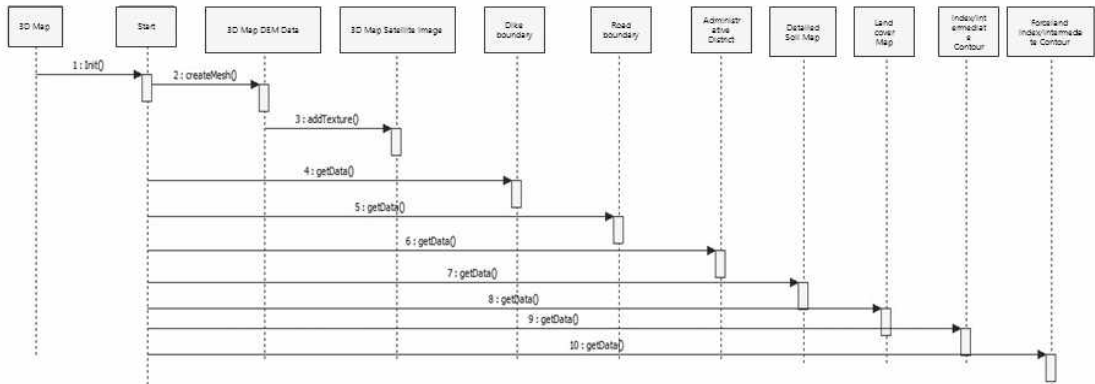 3D Map
Start
3D Map DEM Data
3D Map Satellite Image
Dike
boundary
Road
boundary
Administr
ative
District
Detailed
Soil Map
Land
cover
Map
Index/int
ermediat
e
Contour
Foreland
Index/intermedia
te Contour
1 : Init()
2 : createMesh()
3 : addTexture()
4 : getData()
5 : getData()
6 : getData()
7 : getData()
8 : getData()
9 : getData()
10 : getData()